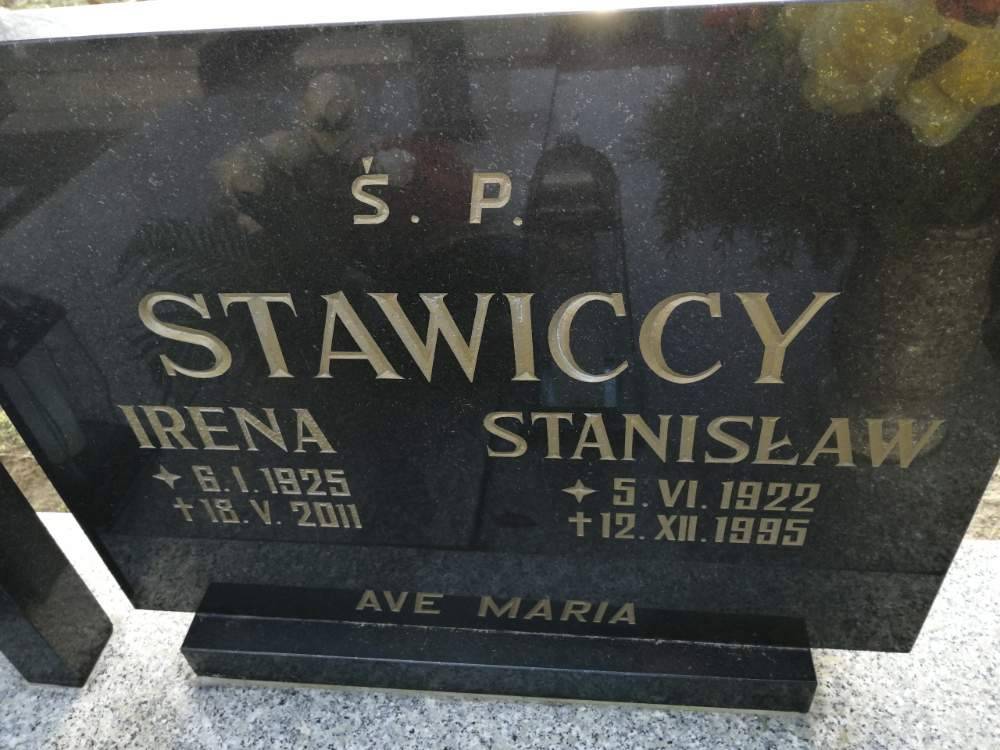 Ś. P.
STAWICCY
IRENA
✦ 6.I.1925
✝ 18.V.2011
STANISŁAW
✦ 5.VI.1922
✝ 12.XII.1995
AVE MARIA